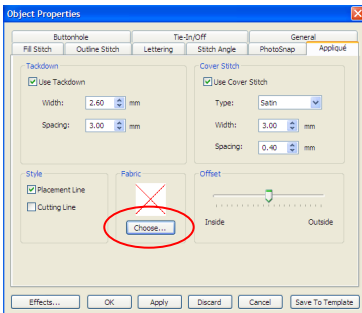 Object Properties
Buttonhole Tie-In/Off General
Fill Stitch Outline Stitch Lettering Stitch Angle PhotoSnap Appliqué
Tackdown
Use Tackdown
Width: 2.60 mm
Spacing: 3.00 mm
Cover Stitch
Use Cover Stitch
Type: Satin
Width: 3.00 mm
Spacing: 0.40 mm
Style
Placement Line
Cutting Line
Fabric
Choose...
Offset
Inside Outside
Effects... OK Apply Discard Cancel Save To Template